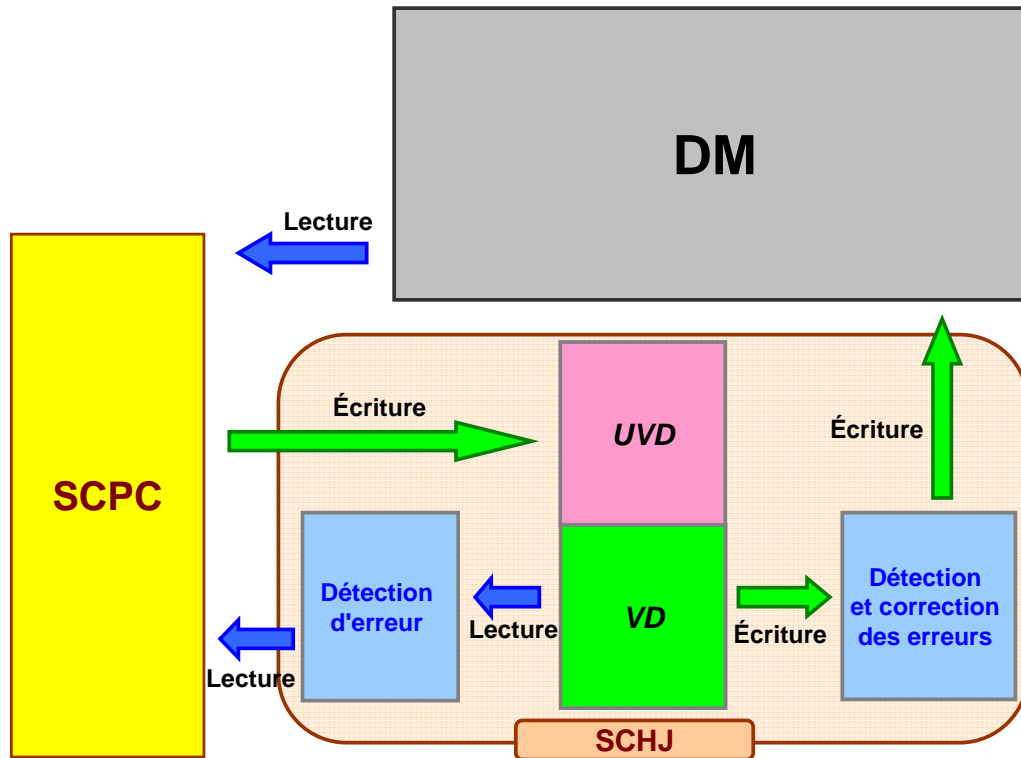 DM
Lecture
Écriture
UVD
Écriture
SCPC
Détection
d'erreur
Lecture
VD
Écriture
Détection
et correction
des erreurs
Lecture
SCHJ